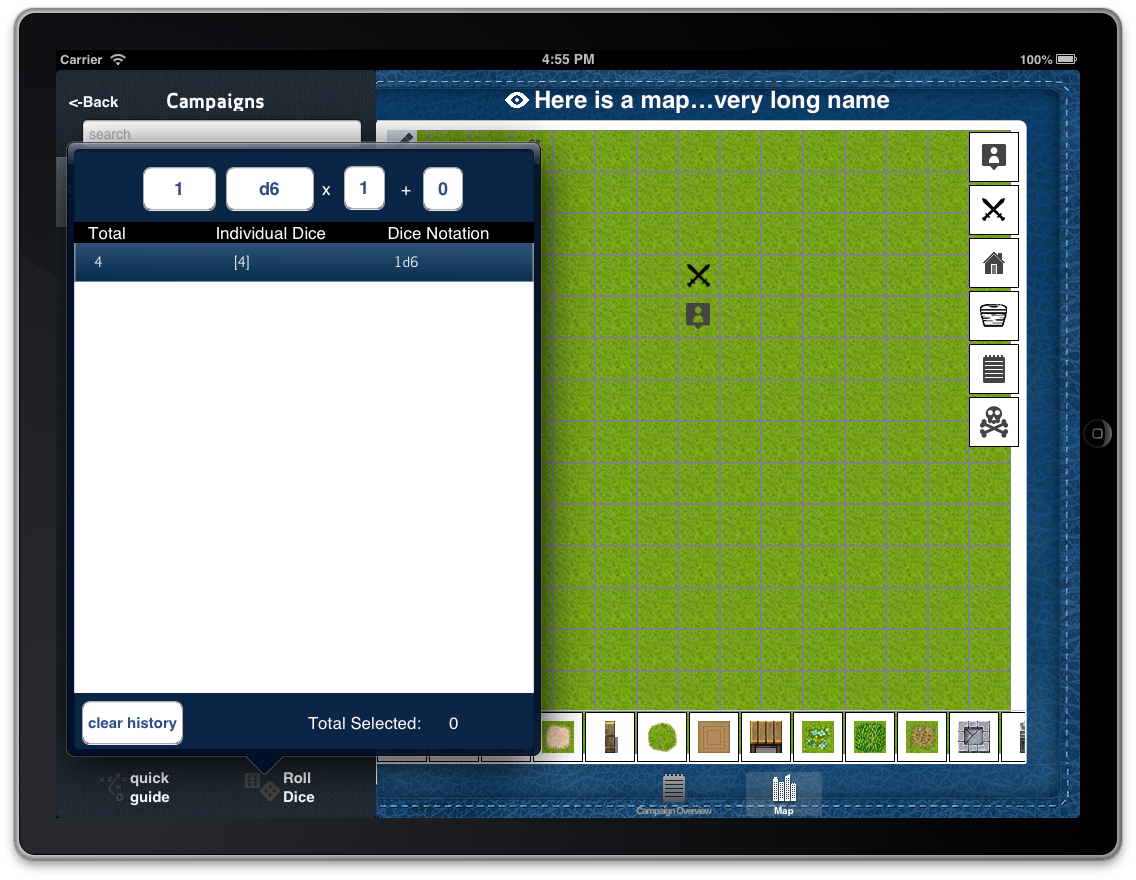 Carrier 4:55 PM 100%
<-Back Campaigns
Here is a map...very long name
search
1 d6 x 1 + 0
Total Individual Dice Dice Notation
4 [4] 1d6
clear history Total Selected: 0
quick
guide
Roll
Dice
Campaign Overview
Map